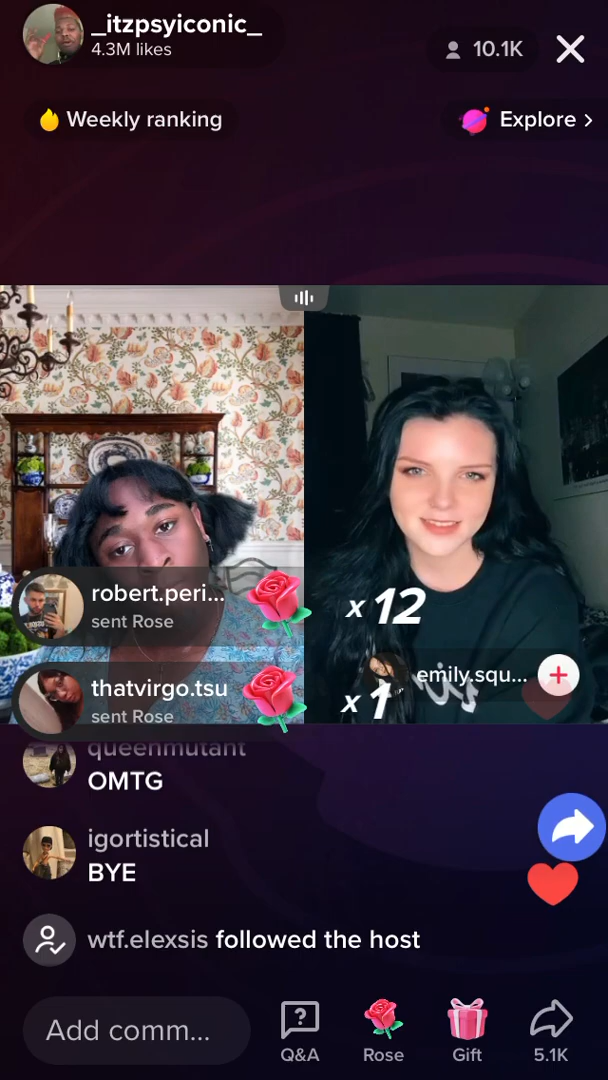 _itzpsyiconic_
4.3M likes
10.1K
Weekly ranking
Explore >
robert.peri...
sent Rose
x 12
thatvirgo.tsu
sent Rose
x 1
emily.squ...
queenmutant
OMTG
igortistical
BYE
wtf.elexsis followed the host
Add comm...
Q&A
Rose
Gift
5.1K